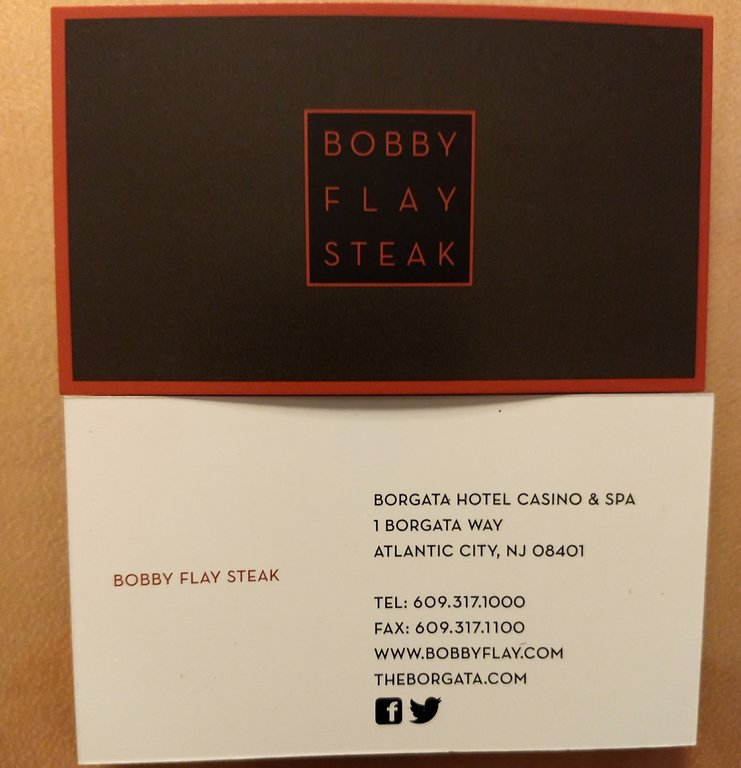 BOBBY
FLAY
STEAK
BOBBY FLAY STEAK
BORGATA HOTEL CASINO & SPA
1 BORGATA WAY
ATLANTIC CITY, NJ 08401
TEL: 609.317.1000
FAX: 609.317.1100
WWW.BOBBYFLAY.COM
THEBORGATA.COM
f